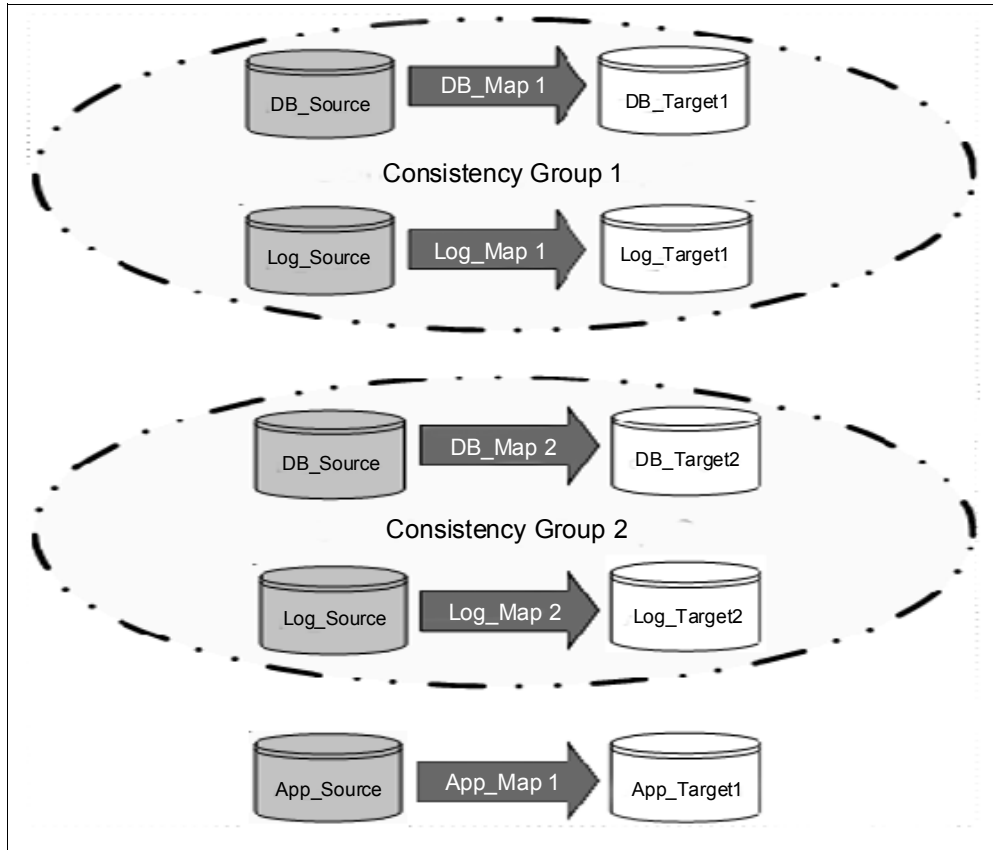 DB_Source
DB_Map 1
DB_Target1
Consistency Group 1
Log_Source
Log_Map 1
Log_Target1
DB_Source
DB_Map 2
DB_Target2
Consistency Group 2
Log_Source
Log_Map 2
Log_Target2
App_Source
App_Map 1
App_Target1